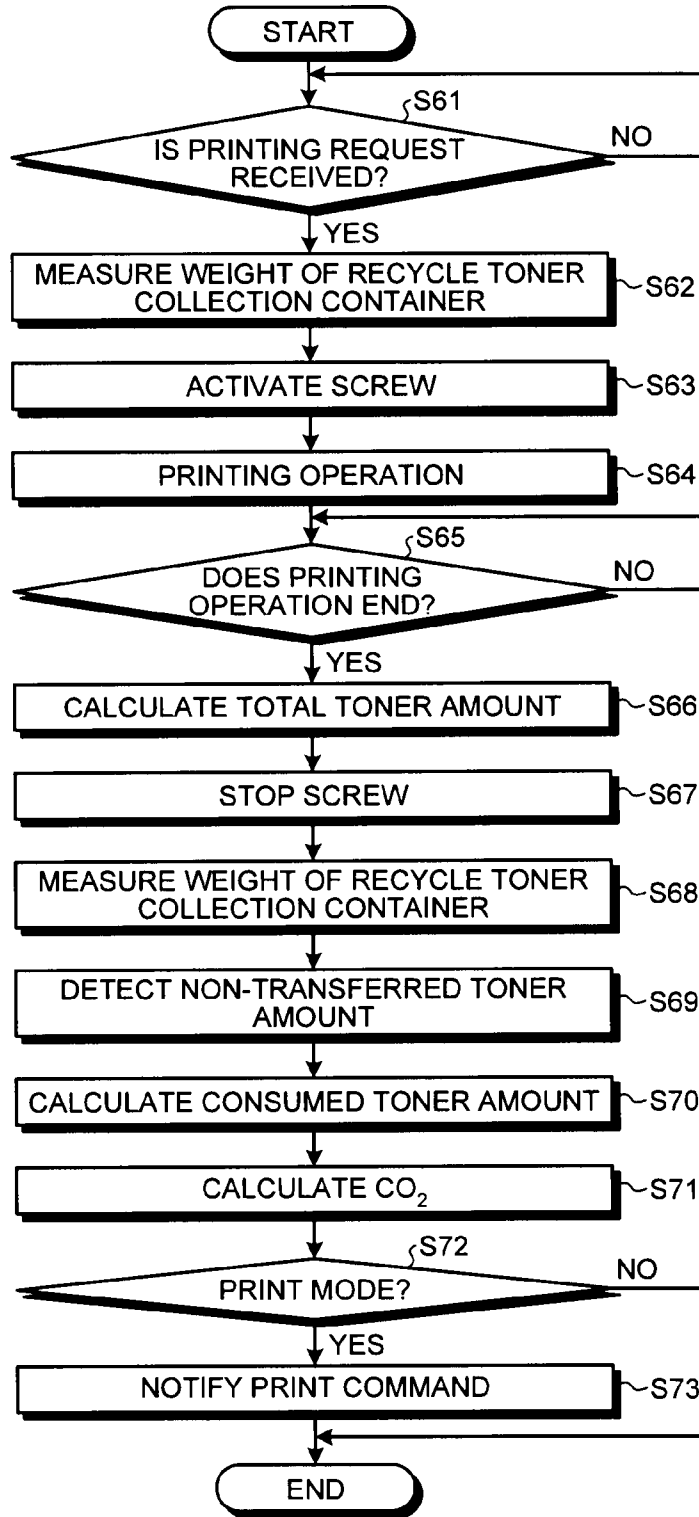 START
S61
IS PRINTING REQUEST
RECEIVED?
NO
YES
MEASURE WEIGHT OF RECYCLE TONER
COLLECTION CONTAINER
S62
ACTIVATE SCREW
S63
PRINTING OPERATION
S64
S65
DOES PRINTING
OPERATION END?
NO
YES
CALCULATE TOTAL TONER AMOUNT
S66
STOP SCREW
S67
MEASURE WEIGHT OF RECYCLE TONER
COLLECTION CONTAINER
S68
DETECT NON-TRANSFERRED TONER
AMOUNT
S69
CALCULATE CONSUMED TONER AMOUNT
S70
CALCULATE CO₂
S71
S72
PRINT MODE?
NO
YES
NOTIFY PRINT COMMAND
S73
END